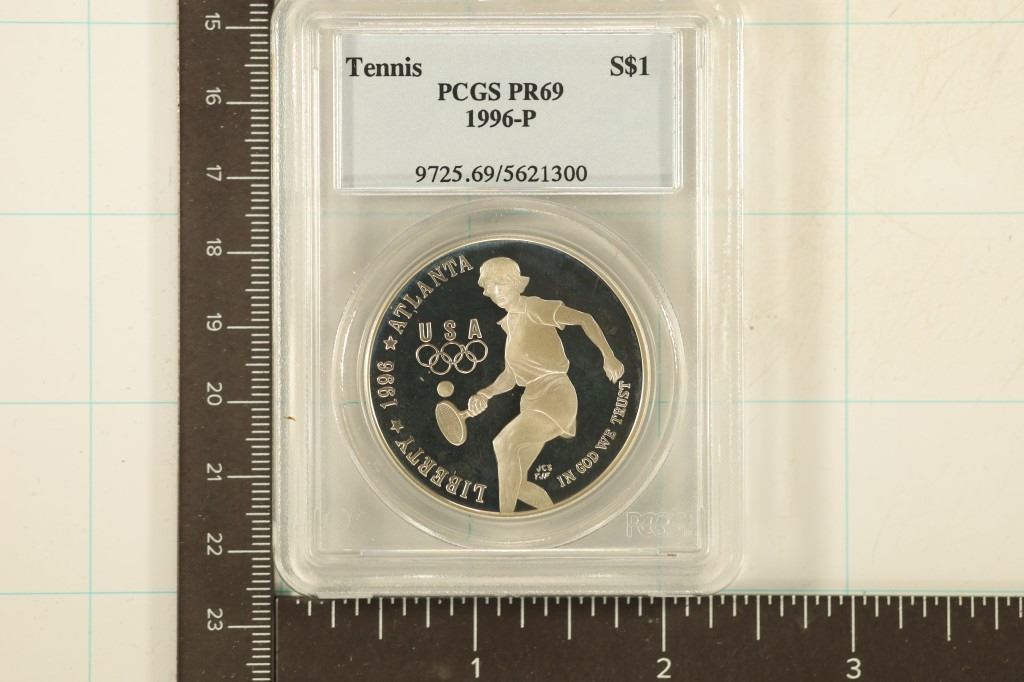 Tennis S$1
PCGS PR69
1996-P
9725.69/5621300
LIBERTY ★ 1996 ★ ATLANTA
USA
IN GOD WE TRUST
JCS
PCGS
15
16
17
18
19
20
21
22
23
1 2 3